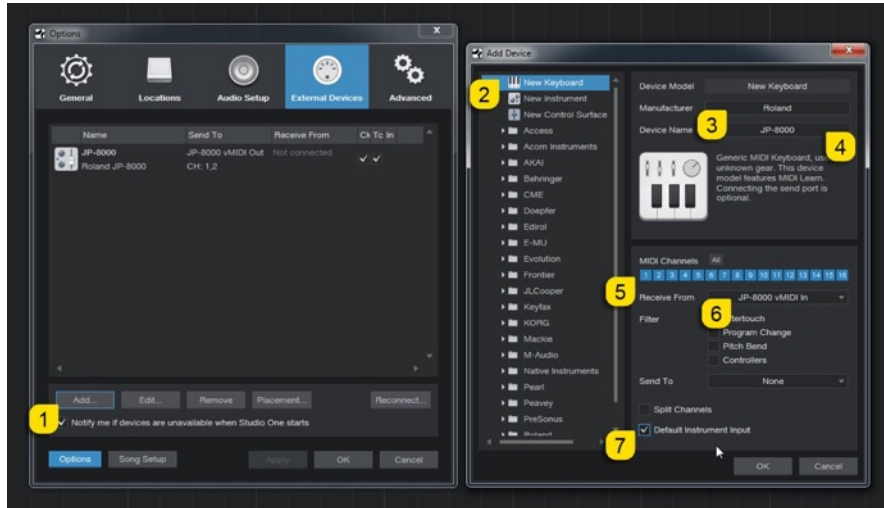 Options
x
General
Locations
Audio Setup
External Devices
Advanced
Name
Send To
Receive From
Cl
Tc
In
JP-8000
Roland JP-8000
JP-8000 vMIDI Out
CH: 1,2
Not connected
Add...
Edit...
Remove
Placement...
Reconnect...
1
Notify me if devices are unavailable when Studio One starts
Options
Song Setup
Apply
OK
Cancel
Add Device
2
New Keyboard
New Instrument
New Control Surface
Access
Acorn Instruments
AKAI
Behringer
CME
Doepfer
Edirol
E-MU
Evolution
Frontier
JLCooper
Keyfax
KORG
Mackie
M-Audio
Native Instruments
Pearl
Peavey
PreSonus
Roland
Device Model
New Keyboard
Manufacturer
Roland
Device Name
3
JP-8000
4
Generic MIDI Keyboard,
unknown gear. This device
model features MIDI Learn.
Connecting the send port is
optional.
MIDI Channels
All
1 2 3 4 5 6 7 8 9 10 11 12 13 14 15 16
5
Receive From
JP-8000 vMIDI In
6
Filter
Program Change
Pitch Bend
Controllers
Send To
None
Split Channels
7
Default Instrument Input
OK
Cancel